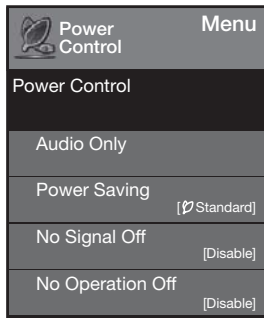 Power
Control
Menu
Power Control
Audio Only
Power Saving
[Standard]
No Signal Off
[Disable]
No Operation Off
[Disable]